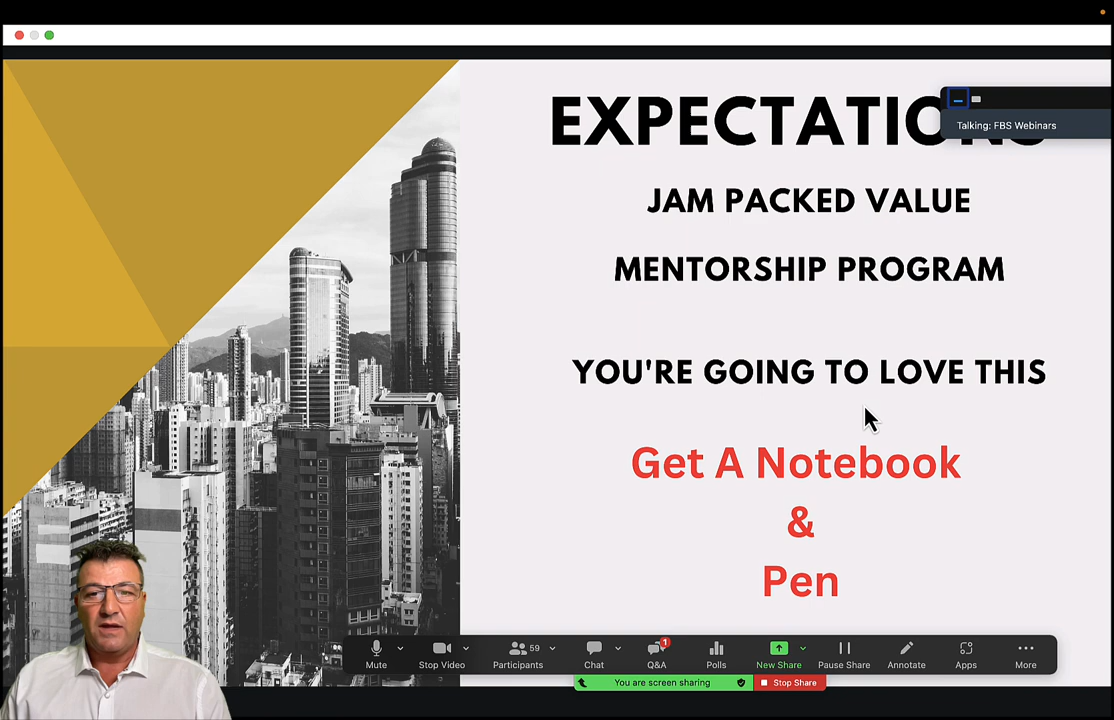 EXPECTATIONS
Talking: FBS Webinars
JAM PACKED VALUE
MENTORSHIP PROGRAM
YOU'RE GOING TO LOVE THIS
Get A Notebook
&
Pen
59
1
Mute
Stop Video
Participants
Chat
Q&A
Polls
New Share
Pause Share
Annotate
Apps
More
You are screen sharing
Stop Share